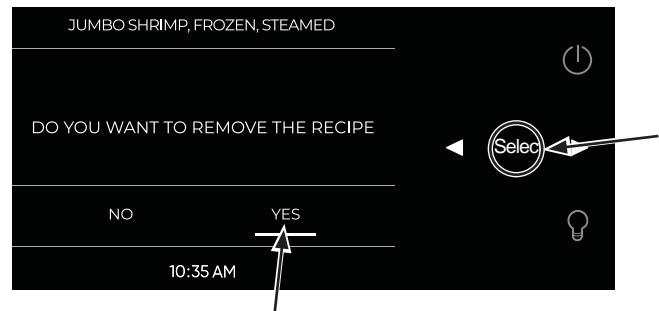 JUMBO SHRIMP, FROZEN, STEAMED
DO YOU WANT TO REMOVE THE RECIPE
Selec
NO YES
10:35 AM